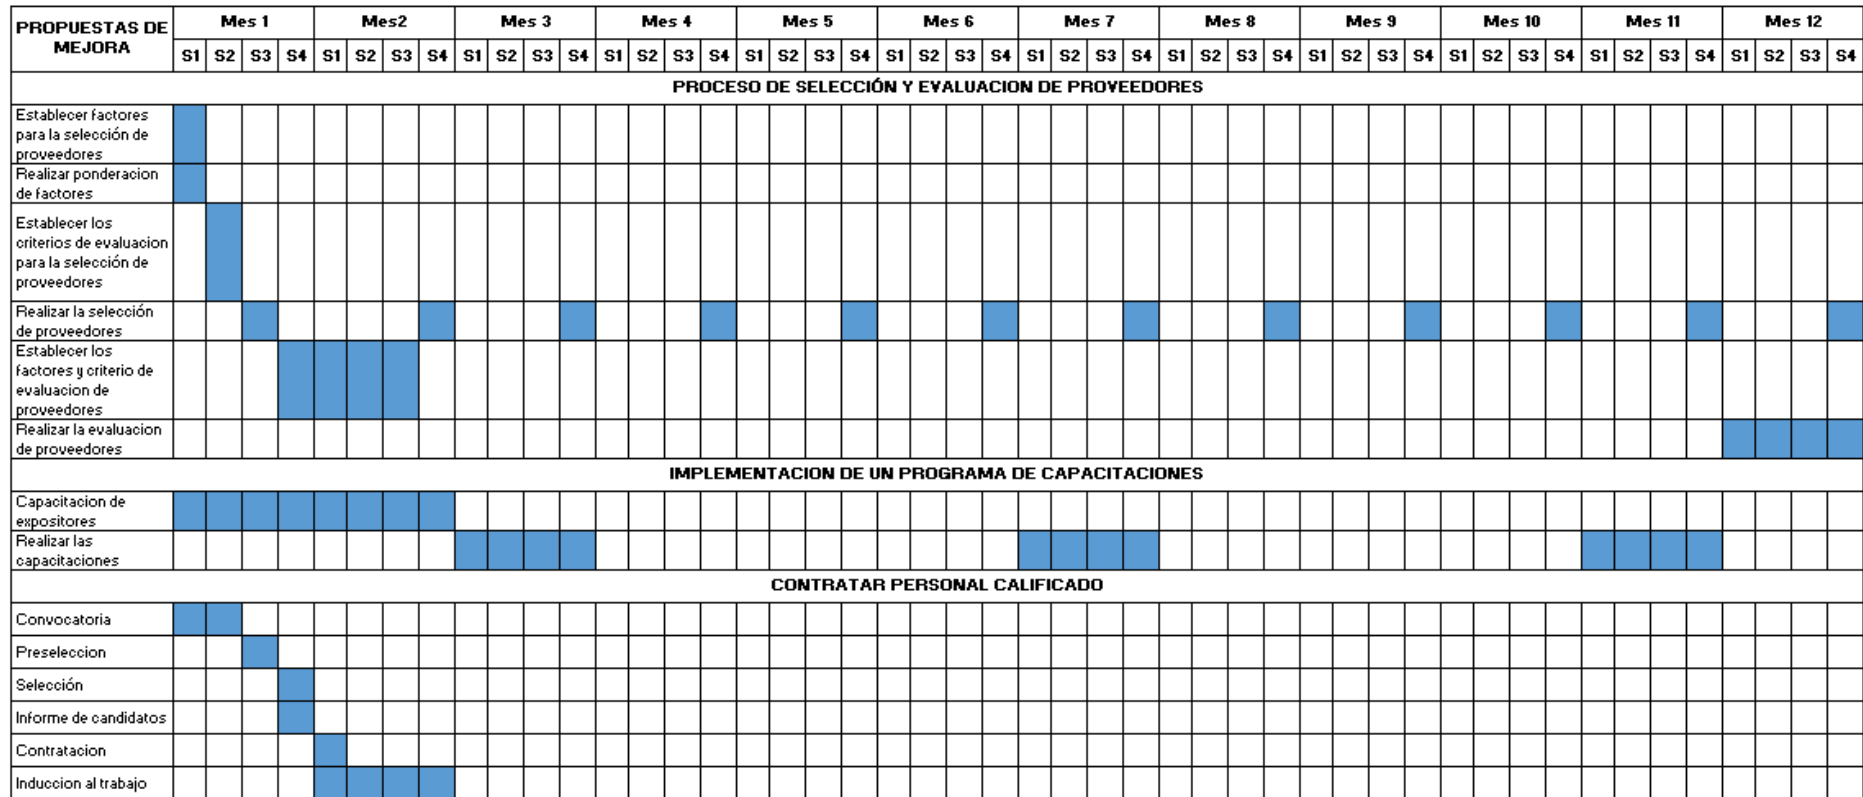 PROPUESTAS DE
MEJORA
Mes 1 Mes2 Mes 3 Mes 4 Mes 5 Mes 6 Mes 7 Mes 8 Mes 9 Mes 10 Mes 11 Mes 12
S1 S2 S3 S4 S1 S2 S3 S4 S1 S2 S3 S4 S1 S2 S3 S4 S1 S2 S3 S4 S1 S2 S3 S4 S1 S2 S3 S4 S1 S2 S3 S4 S1 S2 S3 S4 S1 S2 S3 S4 S1 S2 S3 S4 S1 S2 S3 S4
PROCESO DE SELECCIÓN Y EVALUACION DE PROVEEDORES
Establecer factores
para la selección de
proveedores
Realizar ponderacion
de factores
Establecer los
criterios de evaluacion
para la selección de
proveedores
Realizar la selección
de proveedores
Establecer los
factores y criterio de
evaluacion de
proveedores
Realizar la evaluacion
de proveedores
IMPLEMENTACION DE UN PROGRAMA DE CAPACITACIONES
Capacitacion de
expositores
Realizar las
capacitaciones
CONTRATAR PERSONAL CALIFICADO
Convocatoria
Preseleccion
Selección
Informe de candidatos
Contratacion
Induccion al trabajo